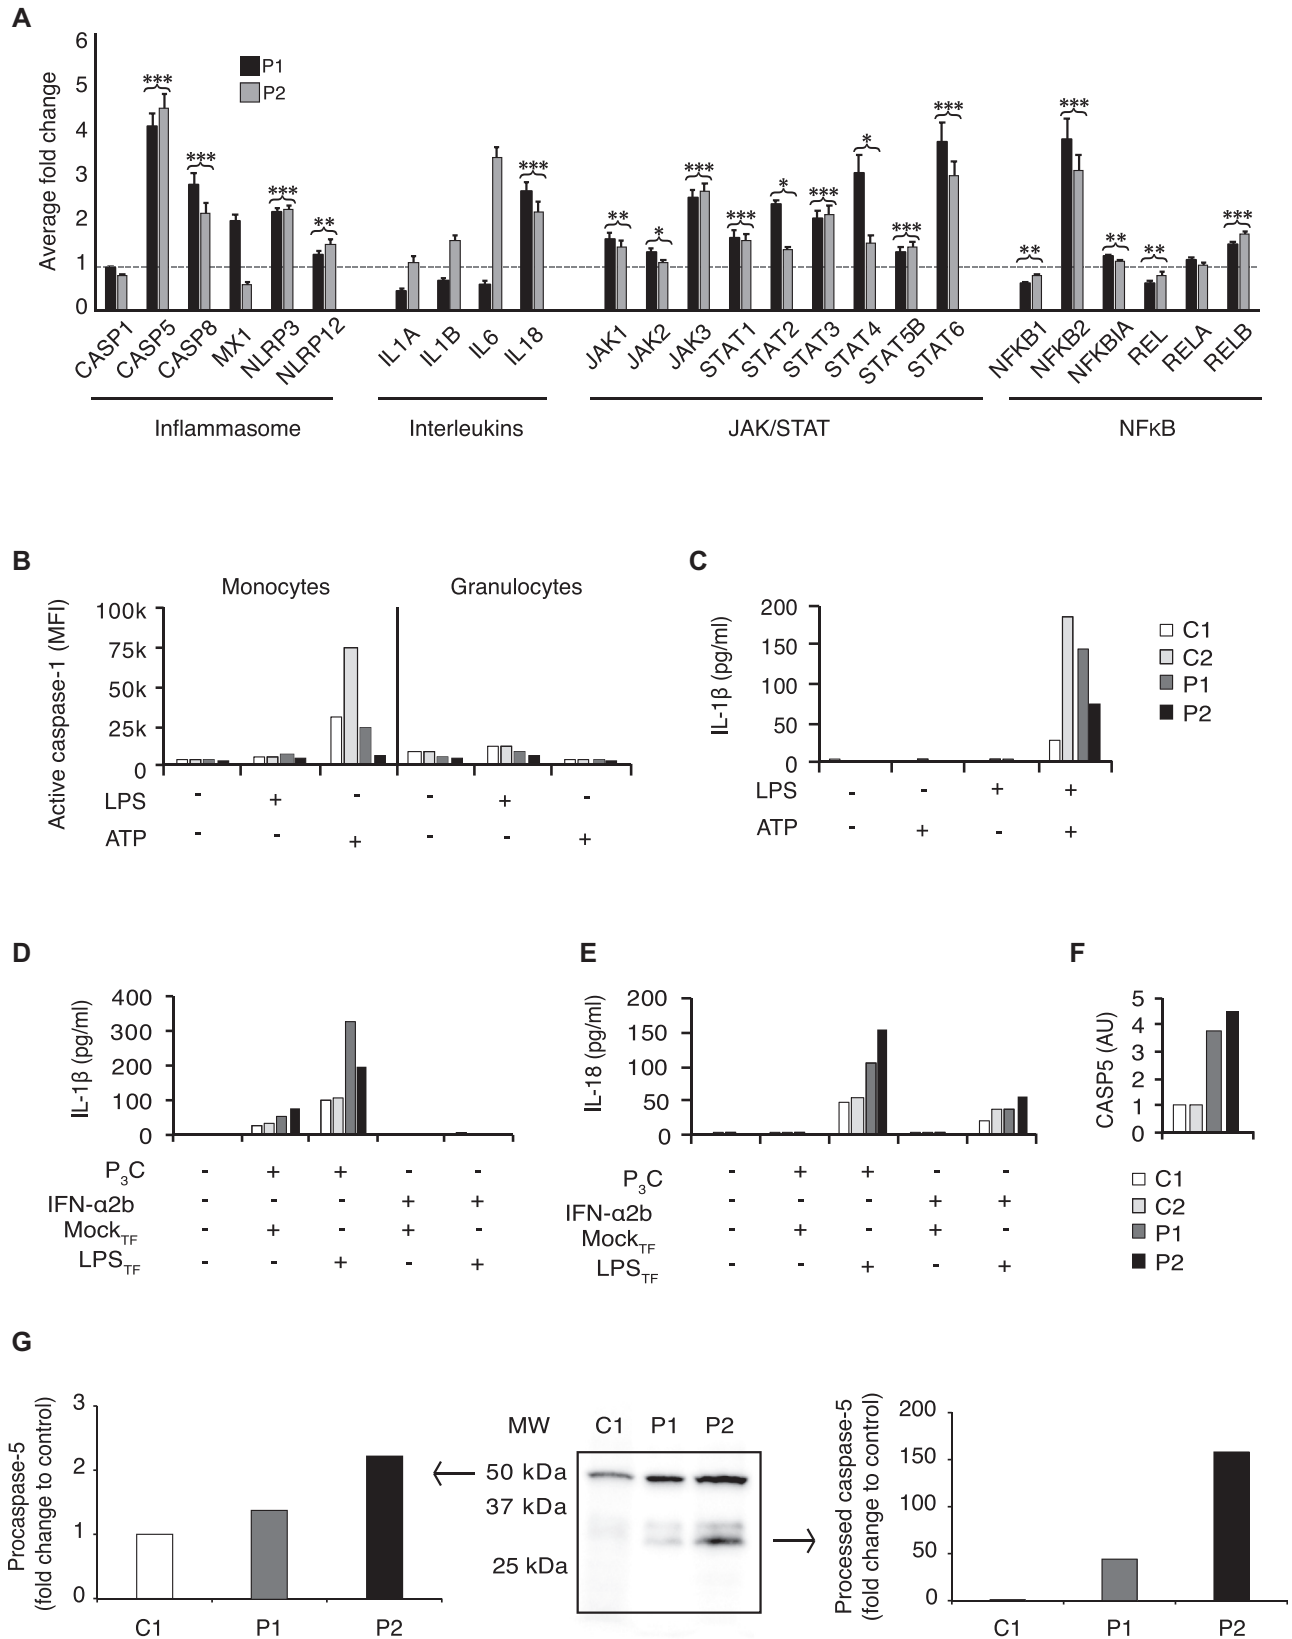 A
Average fold change
6
5
4
3
2
1
0
P1
P2
*** *** *** ** *** ** * *** *** * *** * *** *** ** *** ** ** ***
CASP1 CASP5 CASP8 MX1 NLRP3 NLRP12 IL1A IL1B IL6 IL18 JAK1 JAK2 JAK3 STAT1 STAT2 STAT3 STAT4 STAT5B STAT6 NFKB1 NFKB2 NFKBIA REL RELA RELB
Inflammasome Interleukins JAK/STAT NFκB
B
Monocytes Granulocytes
Active caspase-1 (MFI)
100k
75k
50k
25k
0
LPS - + - - + -
ATP - - + - - +
C
IL-1β (pg/ml)
200
150
100
50
0
LPS - - + +
ATP - + - +
C1
C2
P1
P2
D
IL-1β (pg/ml)
400
300
200
100
0
P3C - + + - -
IFN-α2b - - - + +
MockTF - + - + -
LPSTF - - + - +
E
IL-18 (pg/ml)
200
150
100
50
0
P3C - + + - -
IFN-α2b - - - + +
MockTF - + - + -
LPSTF - - + - +
F
CASP5 (AU)
5
4
3
2
1
0
C1
C2
P1
P2
G
Procaspase-5
(fold change to control)
3
2
1
0
C1 P1 P2
MW C1 P1 P2
50 kDa
37 kDa
25 kDa
Processed caspase-5
(fold change to control)
200
150
100
50
0
C1 P1 P2